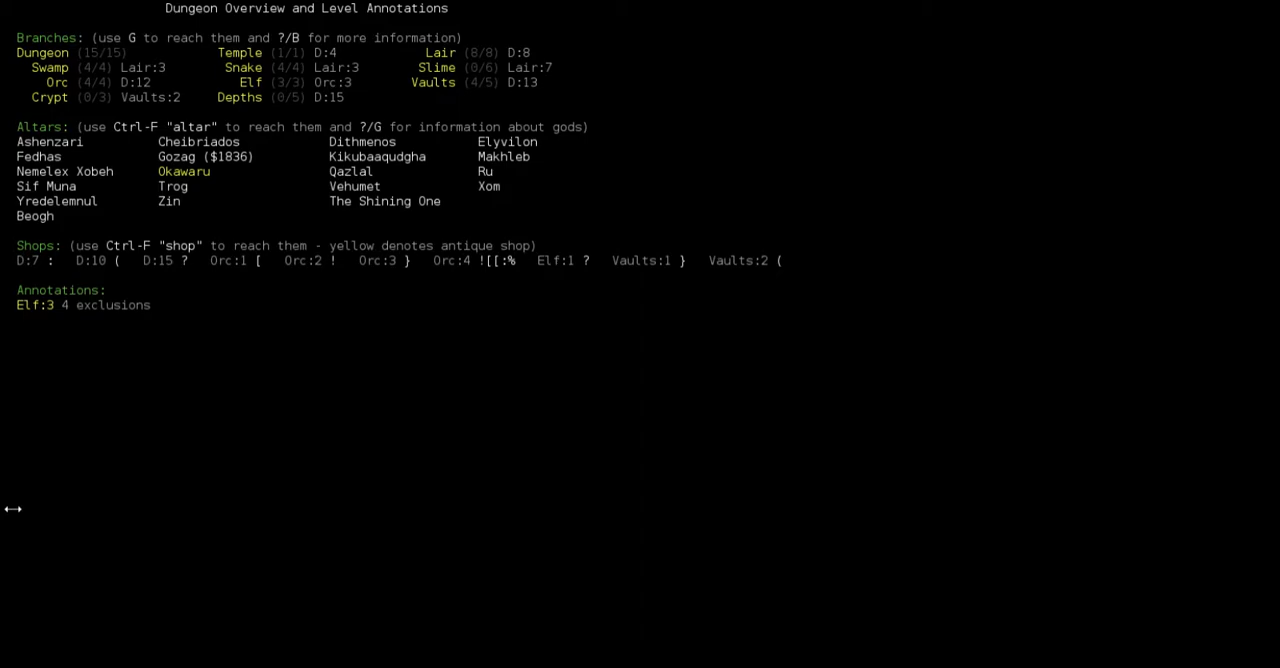 Dungeon Overview and Level Annotations
Branches: (use G to reach them and ?/B for more information)
Dungeon (15/15) Temple (1/1) D:4 Lair (8/8) D:8
Swamp (4/4) Lair:3 Snake (4/4) Lair:3 Slime (0/6) Lair:7
Orc (4/4) D:12 Elf (3/3) Orc:3 Vaults (4/5) D:13
Crypt (0/3) Vaults:2 Depths (0/5) D:15
Altars: (use Ctrl-F "altar" to reach them and ?/G for information about gods)
Ashenzari Cheibriados Dithmenos Elyvilon
Fedhas Gozag ($1836) Kikubaaqudgha Makhleb
Nemelex Xobeh Okawaru Qazlal Ru
Sif Muna Trog Vehumet Xom
Yredelemnul Zin The Shining One
Beogh
Shops: (use Ctrl-F "shop" to reach them - yellow denotes antique shop)
D:7 : D:10 ( D:15 ? Orc:1 [ Orc:2 ! Orc:3 } Orc:4 ![[:% Elf:1 ? Vaults:1 } Vaults:2 (
Annotations:
Elf:3 4 exclusions